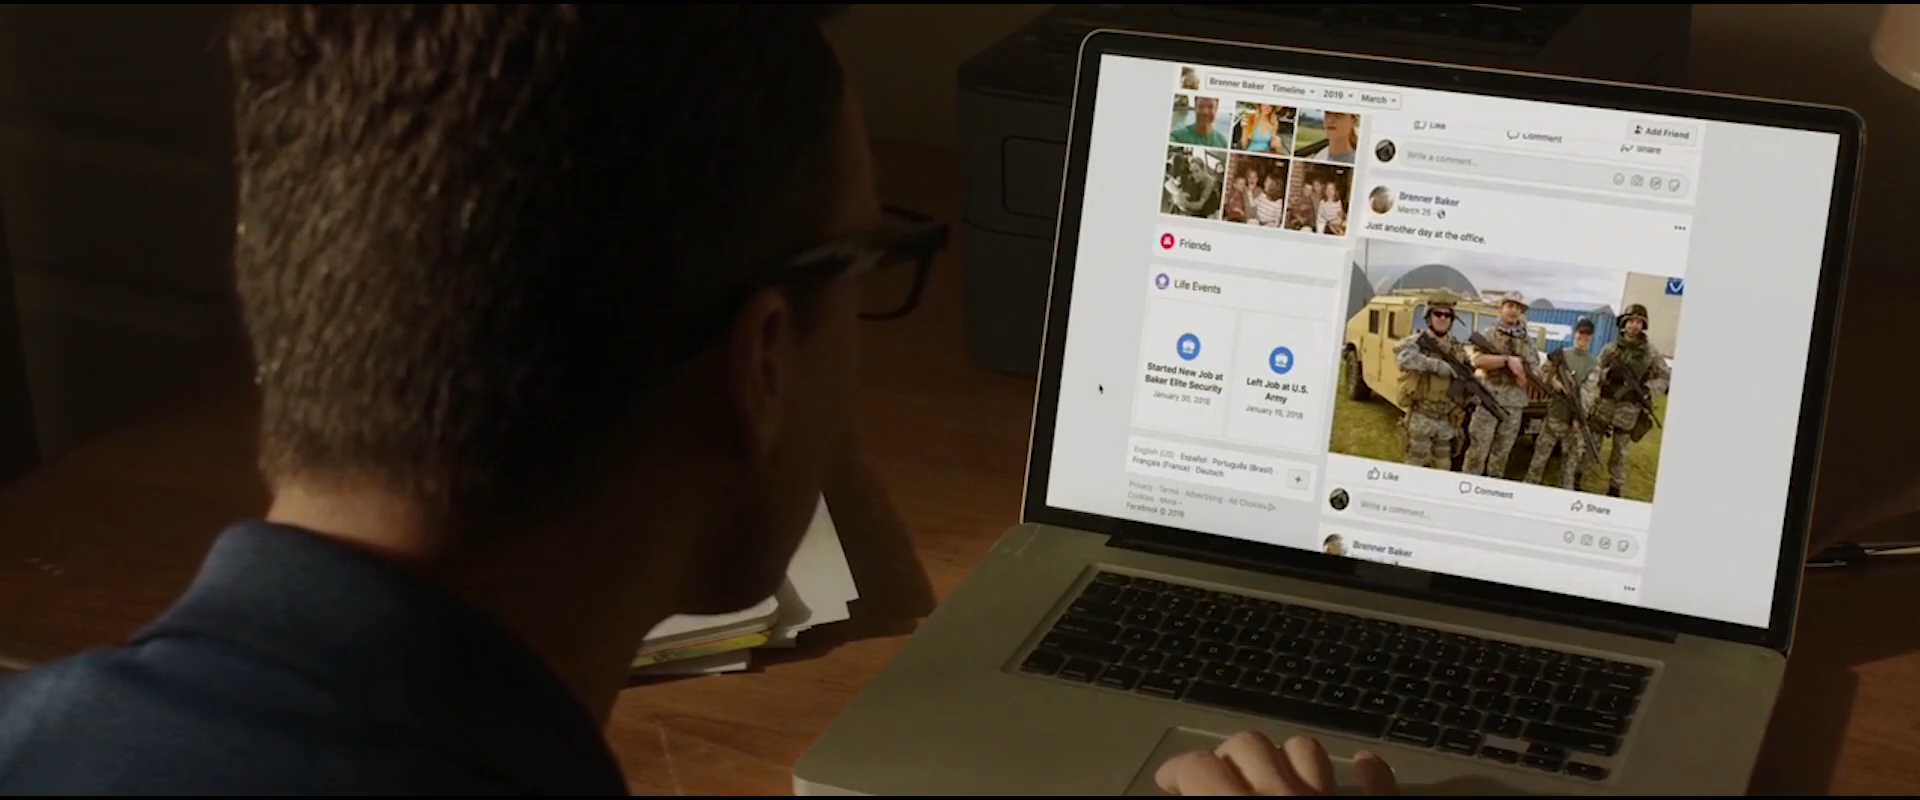 Brenner Baker Timeline 2019 March
Add Friend
Like Comment Share
Write a comment...
Brenner Baker
March 25
Just another day at the office.
Friends
Life Events
Started New Job at
Baker Elite Security
January 30, 2018
Left Job at U.S.
Army
January 15, 2018
English (US) · Español · Português (Brasil) ·
Français (France) · Deutsch
Privacy · Terms · Advertising · Ad Choices
Cookies · More
Facebook © 2019
Like Comment Share
Write a comment...
Brenner Baker